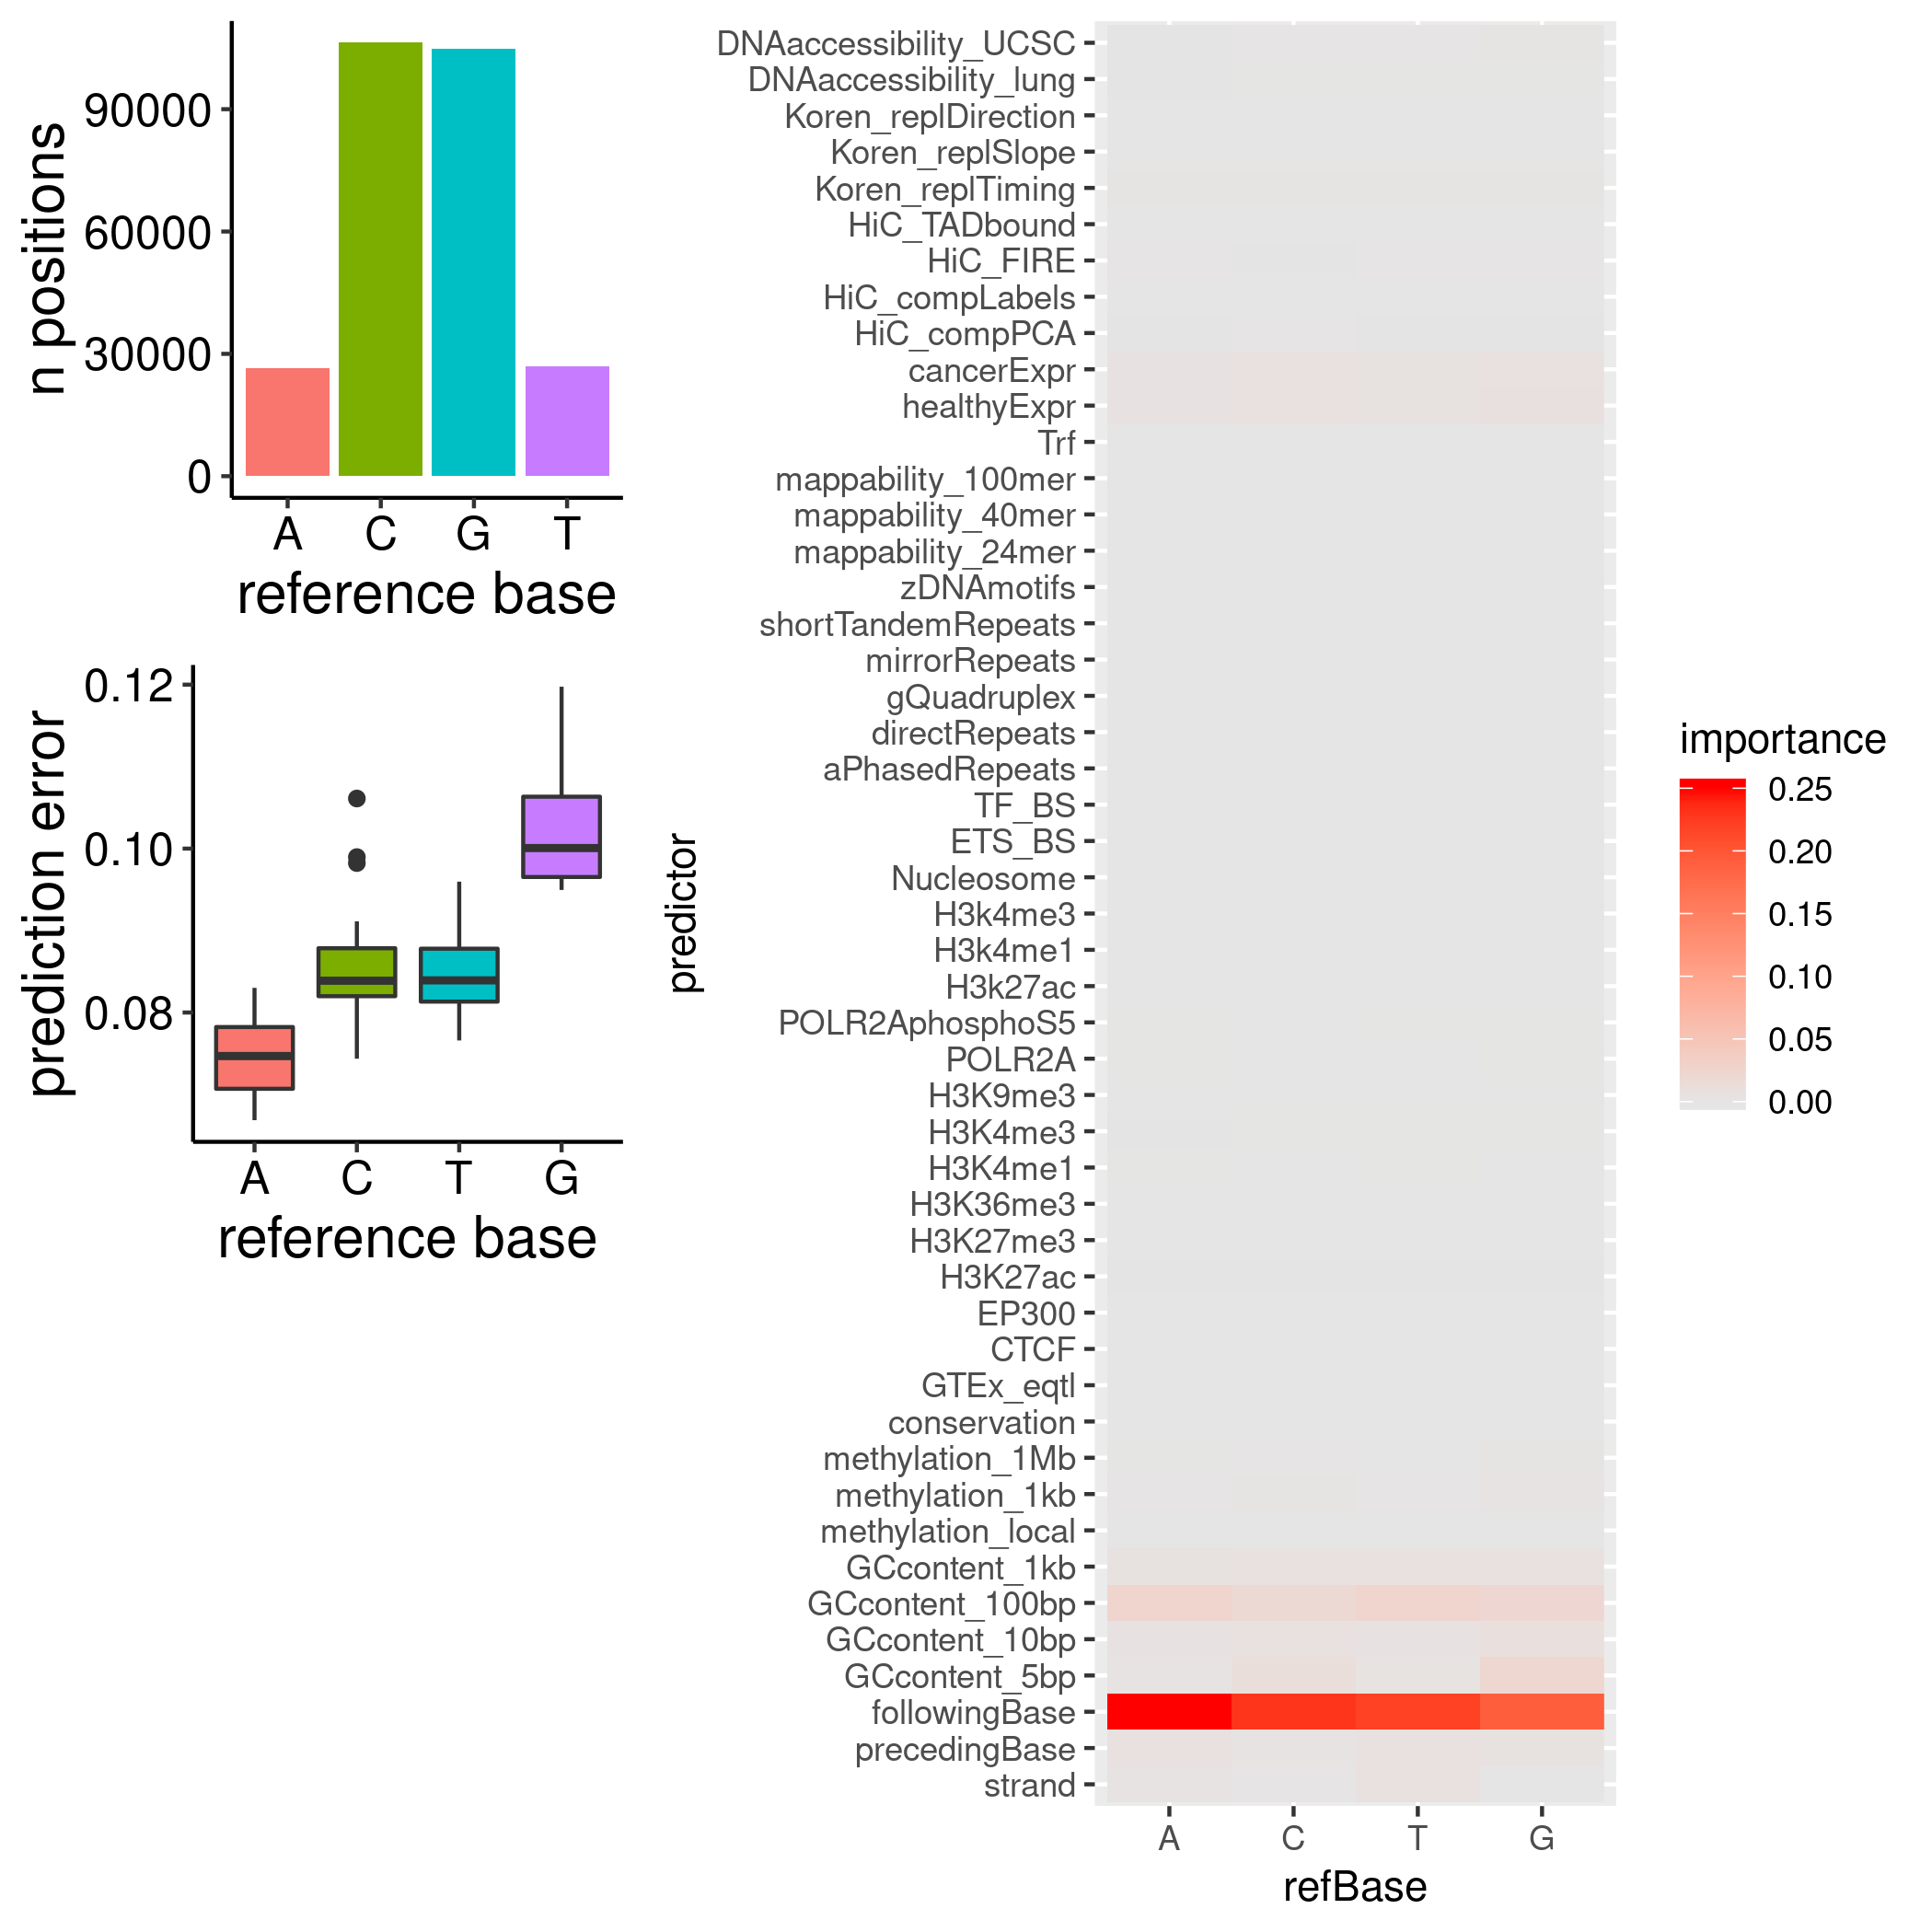 n positions
90000
60000
30000
0
A C G T
reference base
prediction error
0.12
0.10
0.08
A C T G
reference base
predictor
DNAaccessibility_UCSC
DNAaccessibility_lung
Koren_replDirection
Koren_replSlope
Koren_replTiming
HiC_TADbound
HiC_FIRE
HiC_compLabels
HiC_compPCA
cancerExpr
healthyExpr
Trf
mappability_100mer
mappability_40mer
mappability_24mer
zDNAmotifs
shortTandemRepeats
mirrorRepeats
gQuadruplex
directRepeats
aPhasedRepeats
TF_BS
ETS_BS
Nucleosome
H3k4me3
H3k4me1
H3k27ac
POLR2AphosphoS5
POLR2A
H3K9me3
H3K4me3
H3K4me1
H3K36me3
H3K27me3
H3K27ac
EP300
CTCF
GTEx_eqtl
conservation
methylation_1Mb
methylation_1kb
methylation_local
GCcontent_1kb
GCcontent_100bp
GCcontent_10bp
GCcontent_5bp
followingBase
precedingBase
strand
A C T G
refBase
importance
0.25
0.20
0.15
0.10
0.05
0.00